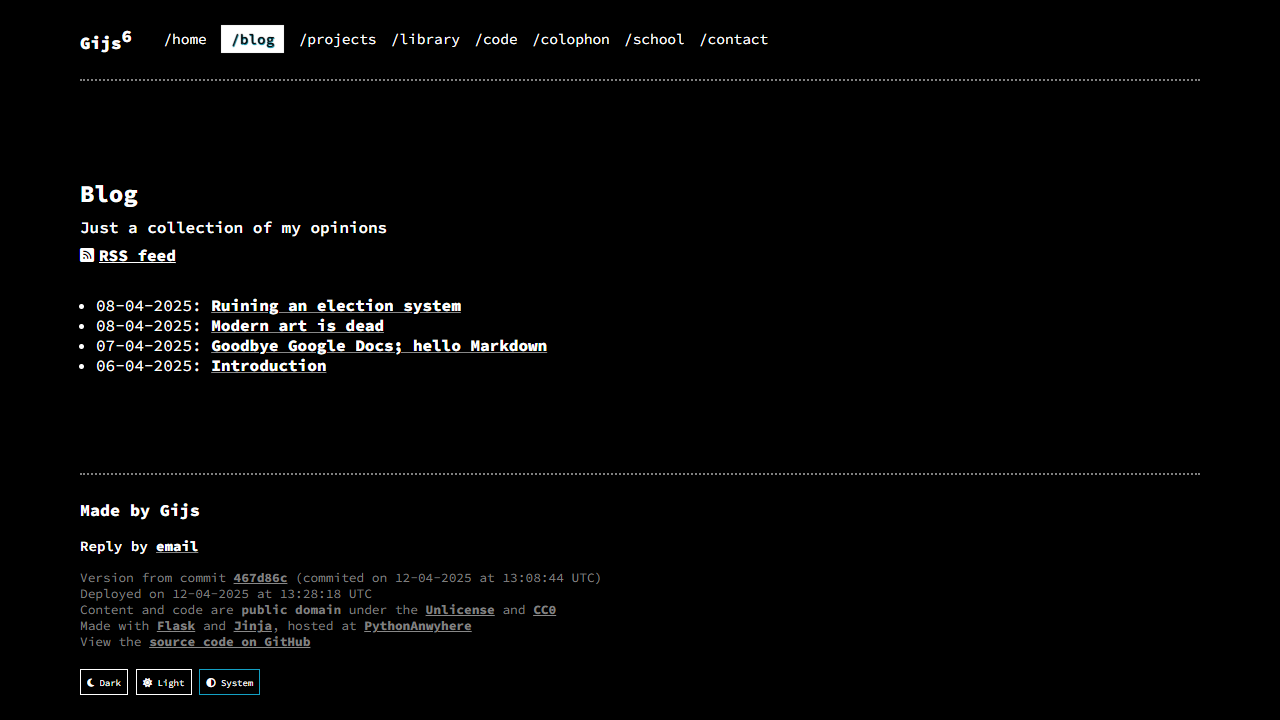 Gijs⁶ /home /blog /projects /library /code /colophon /school /contact
Blog
Just a collection of my opinions
RSS feed
08-04-2025: Ruining an election system
08-04-2025: Modern art is dead
07-04-2025: Goodbye Google Docs; hello Markdown
06-04-2025: Introduction
Made by Gijs
Reply by email
Version from commit 467d86c (commited on 12-04-2025 at 13:08:44 UTC)
Deployed on 12-04-2025 at 13:28:18 UTC
Content and code are public domain under the Unlicense and CC0
Made with Flask and Jinja, hosted at PythonAnwyhere
View the source code on GitHub
Dark Light System